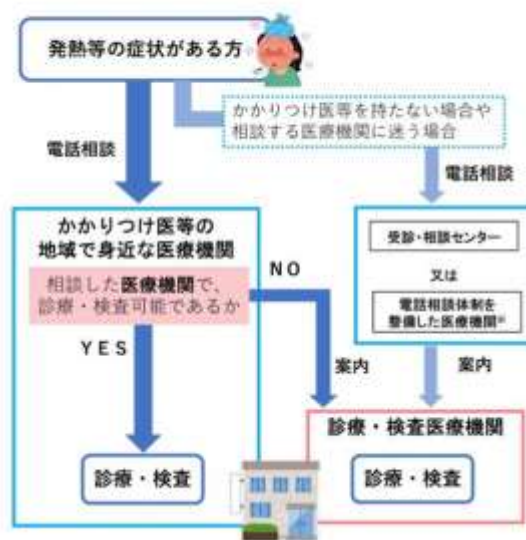 発熱等の症状がある方
かかりつけ医等を持たない場合や
相談する医療機関に迷う場合
電話相談
電話相談
かかりつけ医等の
地域で身近な医療機関
相談した医療機関で、
診療・検査可能であるか
NO
YES
案内
診療・検査
受診・相談センター
又は
電話相談体制を
整備した医療機関
案内
診療・検査医療機関
診療・検査